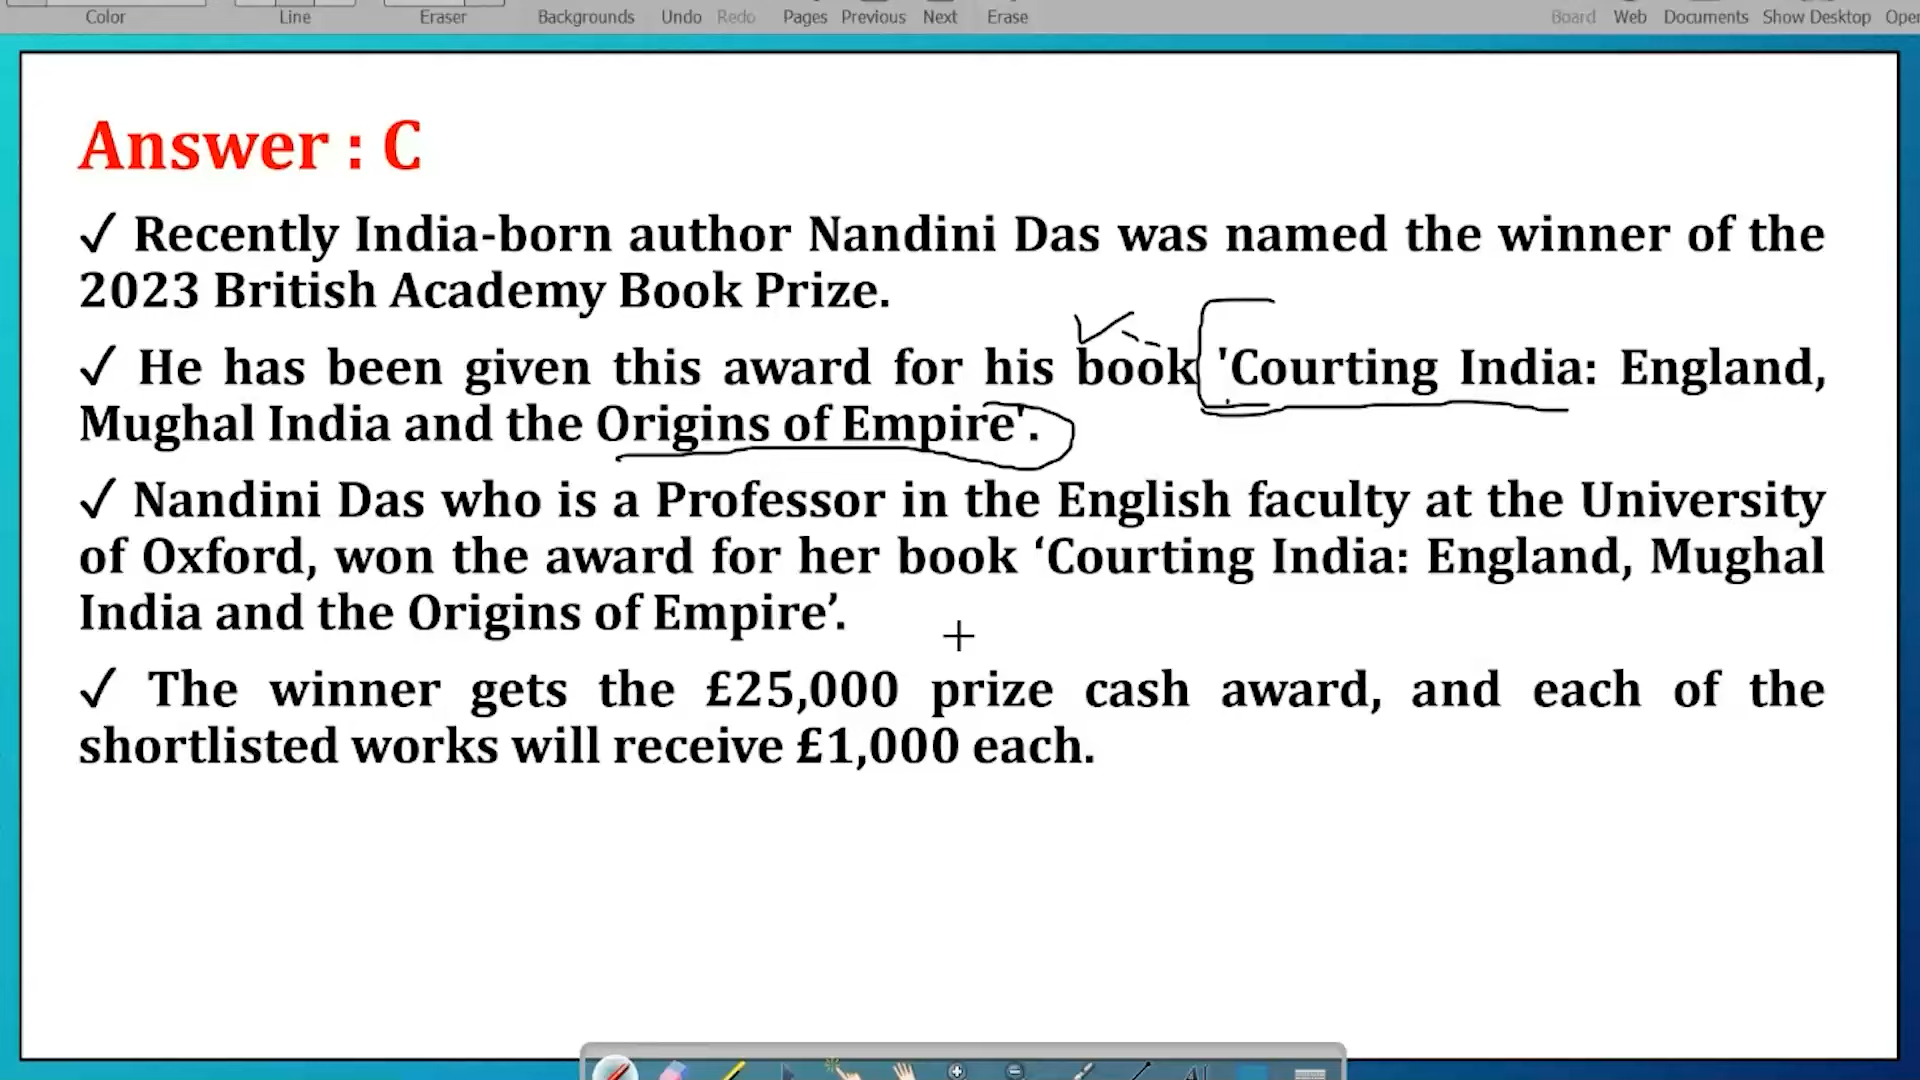 Color Line Eraser Backgrounds Undo Redo Pages Previous Next Erase Board Web Documents Show Desktop
Answer : C
✓ Recently India-born author Nandini Das was named the winner of the
2023 British Academy Book Prize.
✓ He has been given this award for his book 'Courting India: England,
Mughal India and the Origins of Empire'.
✓ Nandini Das who is a Professor in the English faculty at the University
of Oxford, won the award for her book ‘Courting India: England, Mughal
India and the Origins of Empire’.
✓ The winner gets the £25,000 prize cash award, and each of the
shortlisted works will receive £1,000 each.